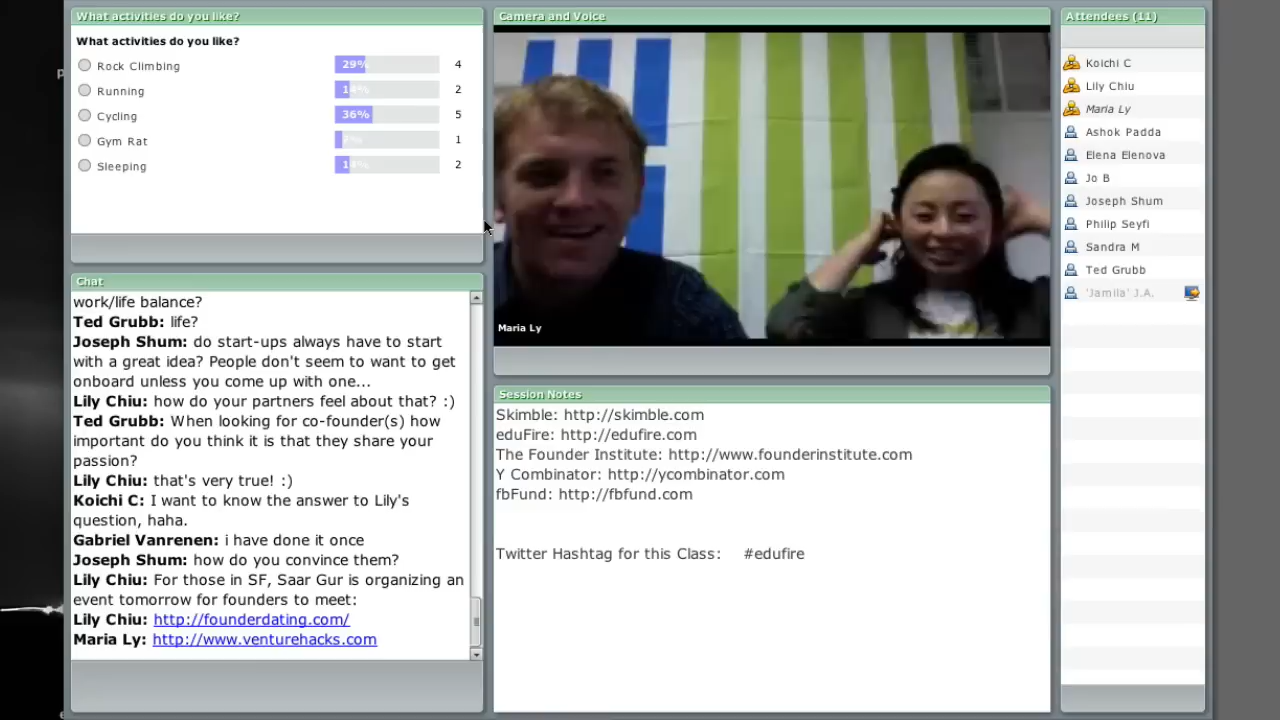 What activities do you like?
What activities do you like?
Rock Climbing 29% 4
Running 14% 2
Cycling 36% 5
Gym Rat 7% 1
Sleeping 14% 2
Chat
work/life balance?
Ted Grubb: life?
Joseph Shum: do start-ups always have to start
with a great idea? People don't seem to want to get
onboard unless you come up with one...
Lily Chiu: how do your partners feel about that? :)
Ted Grubb: When looking for co-founder(s) how
important do you think it is that they share your
passion?
Lily Chiu: that's very true! :)
Koichi C: I want to know the answer to Lily's
question, haha.
Gabriel Vanrenen: i have done it once
Joseph Shum: how do you convince them?
Lily Chiu: For those in SF, Saar Gur is organizing an
event tomorrow for founders to meet:
Lily Chiu: http://founderdating.com/
Maria Ly: http://www.venturehacks.com
Camera and Voice
Maria Ly
Session Notes
Skimble: http://skimble.com
eduFire: http://edufire.com
The Founder Institute: http://www.founderinstitute.com
Y Combinator: http://ycombinator.com
fbFund: http://fbfund.com
Twitter Hashtag for this Class: #edufire
Attendees (11)
Koichi C
Lily Chiu
Maria Ly
Ashok Padda
Elena Elenova
Jo B
Joseph Shum
Philip Seyfi
Sandra M
Ted Grubb
'Jamila' J.A.